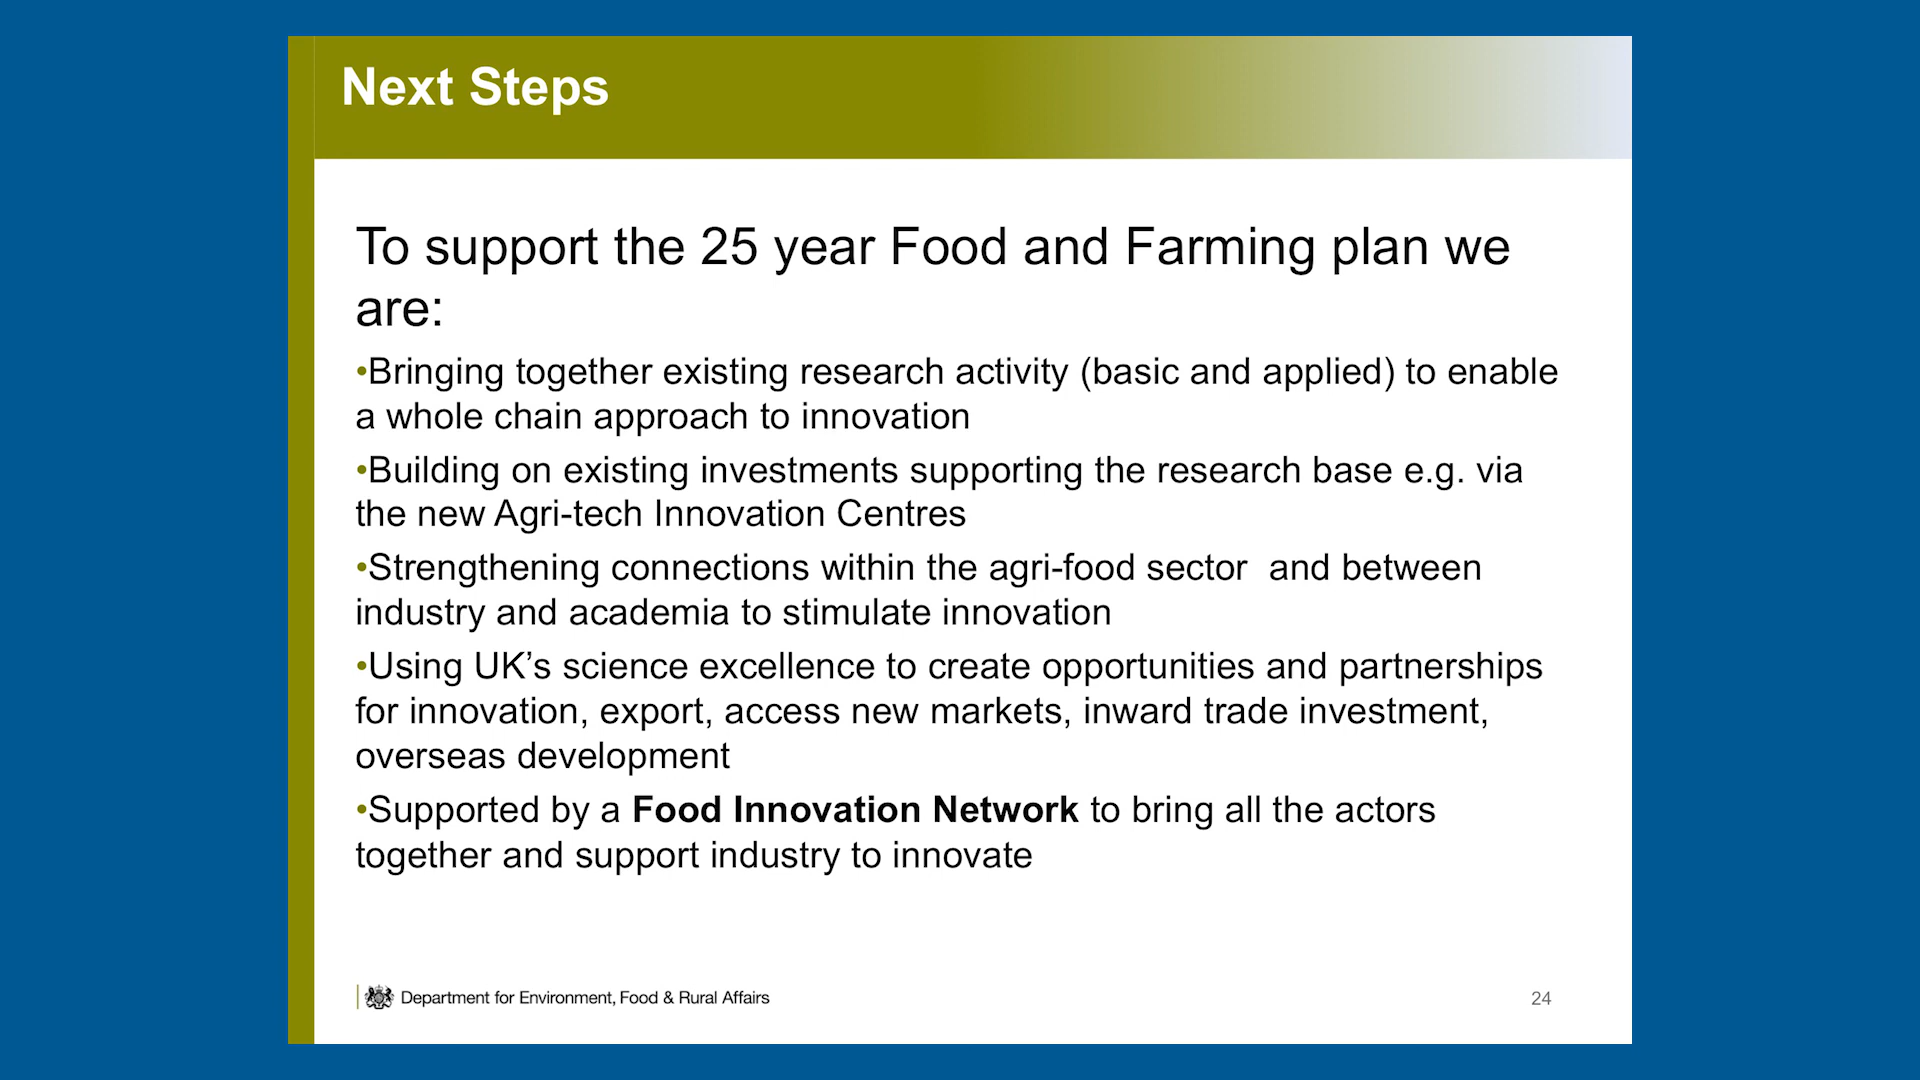 Next Steps
To support the 25 year Food and Farming plan we
are:
•Bringing together existing research activity (basic and applied) to enable
a whole chain approach to innovation
•Building on existing investments supporting the research base e.g. via
the new Agri-tech Innovation Centres
•Strengthening connections within the agri-food sector  and between
industry and academia to stimulate innovation
•Using UK’s science excellence to create opportunities and partnerships
for innovation, export, access new markets, inward trade investment,
overseas development
•Supported by a Food Innovation Network to bring all the actors
together and support industry to innovate
Department for Environment, Food & Rural Affairs
24